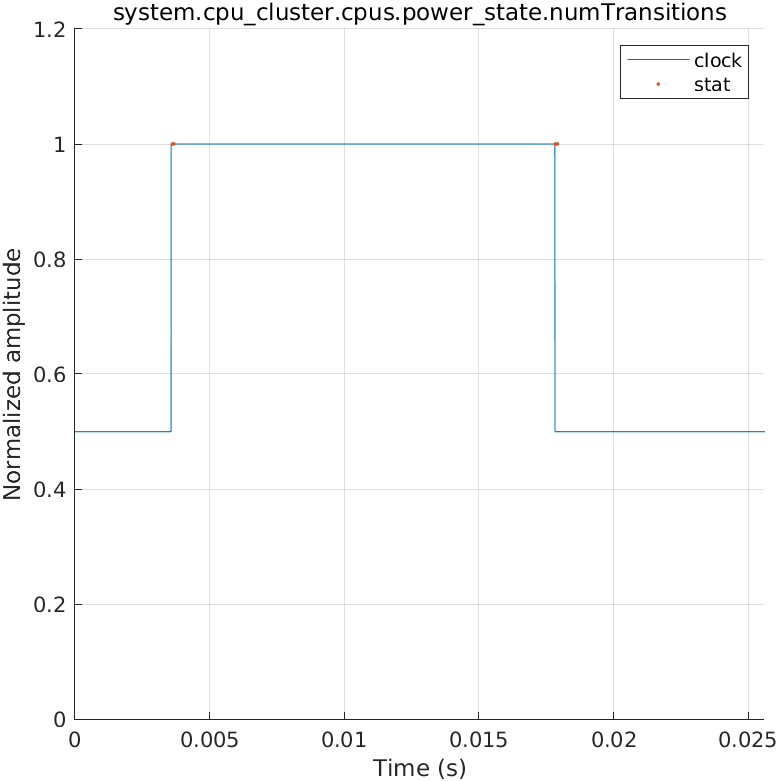 system.cpu_cluster.cpus.power_state.numTransitions
clock
stat
Normalized amplitude
1.2
1
0.8
0.6
0.4
0.2
0
0 0.005 0.01 0.015 0.02 0.025
Time (s)